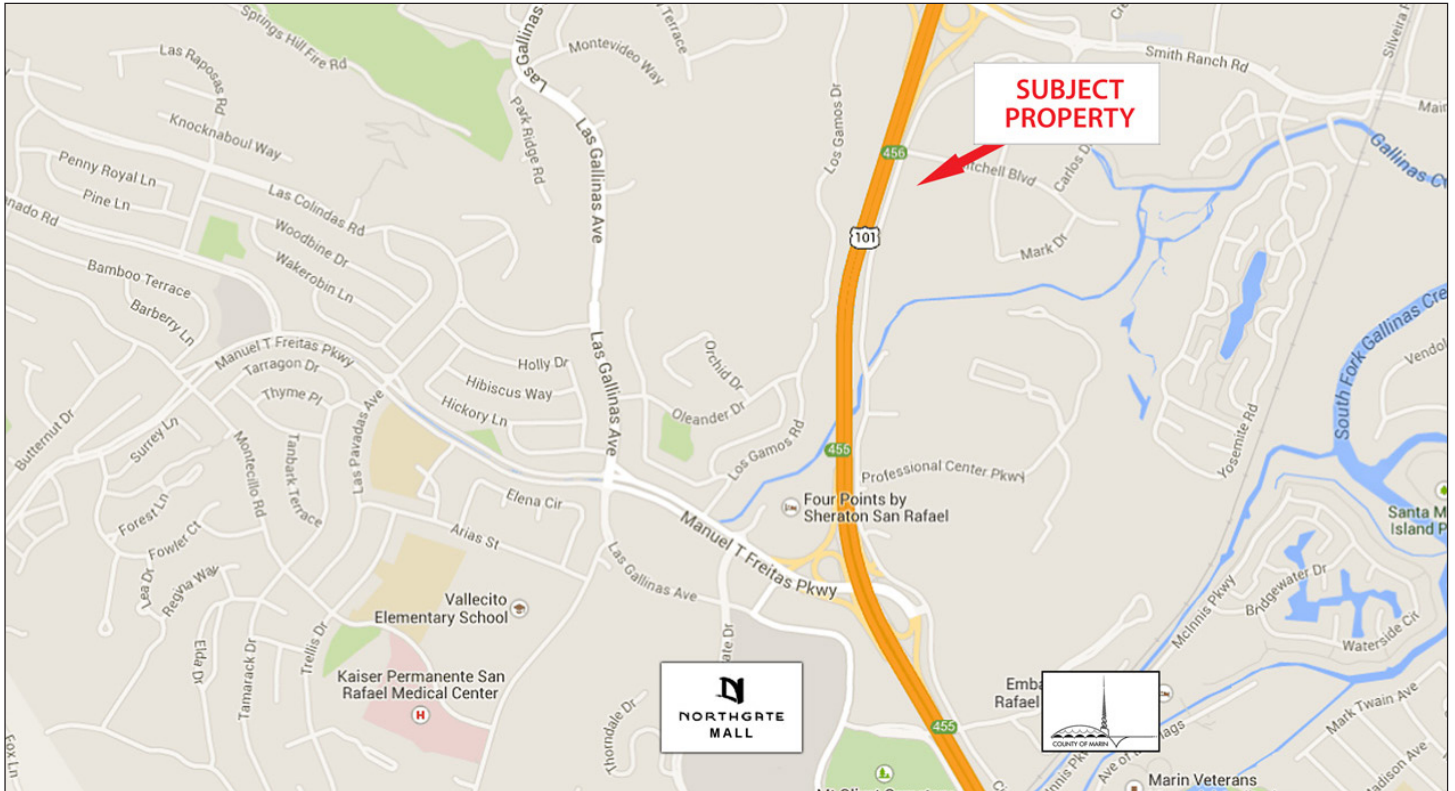 Springs Hill Fire Rd
Las Gallinas
Terrace
Montevideo Way
Las Raposas Rd
Knocknaboul Way
Park Ridge Rd
Las Gallinas Ave
Los Gamos Dr
Smith Ranch Rd
Silveira
SUBJECT
PROPERTY
456
Carlos
Gallinas
Penny Royal Ln
Pine Ln
Las Colindas Rd
Woodbine Dr
Wakerobin Ln
101
Mark Dr
Bamboo Terrace
Barberry Ln
Manuel T Freitas Pkwy
Tarragon Dr
Thyme Pl
Las Pavadas Ave
Holly Dr
Hibiscus Way
Hickory Ln
Las Gallinas Ave
Orchid Dr
Oleander Dr
Los Gamos Rd
455
Professional Center Pkwy
Yosemite Rd
South Fork Gallinas
Butternut Dr
Surrey Ln
Montecillo Rd
Tanbark Terrace
Forest Ln
Fowler Ct
Lea Dr
Regina Way
Elda Dr
Tamarack Dr
Trellis Dr
Elena Cir
Arias St
Four Points by
Sheraton San Rafael
Manuel T Freitas Pkwy
Las Gallinas Ave
Santa
Island
McInnis Pkwy
Bridgewater Dr
Waterside Cir
Vallecito
Elementary School
Kaiser Permanente San
Rafael Medical Center
H
Thorndale Dr
NORTHGATE
MALL
455
Rafael
COUNTY OF MARIN
Mark Twain Ave
Fox Ln
Marin Veterans